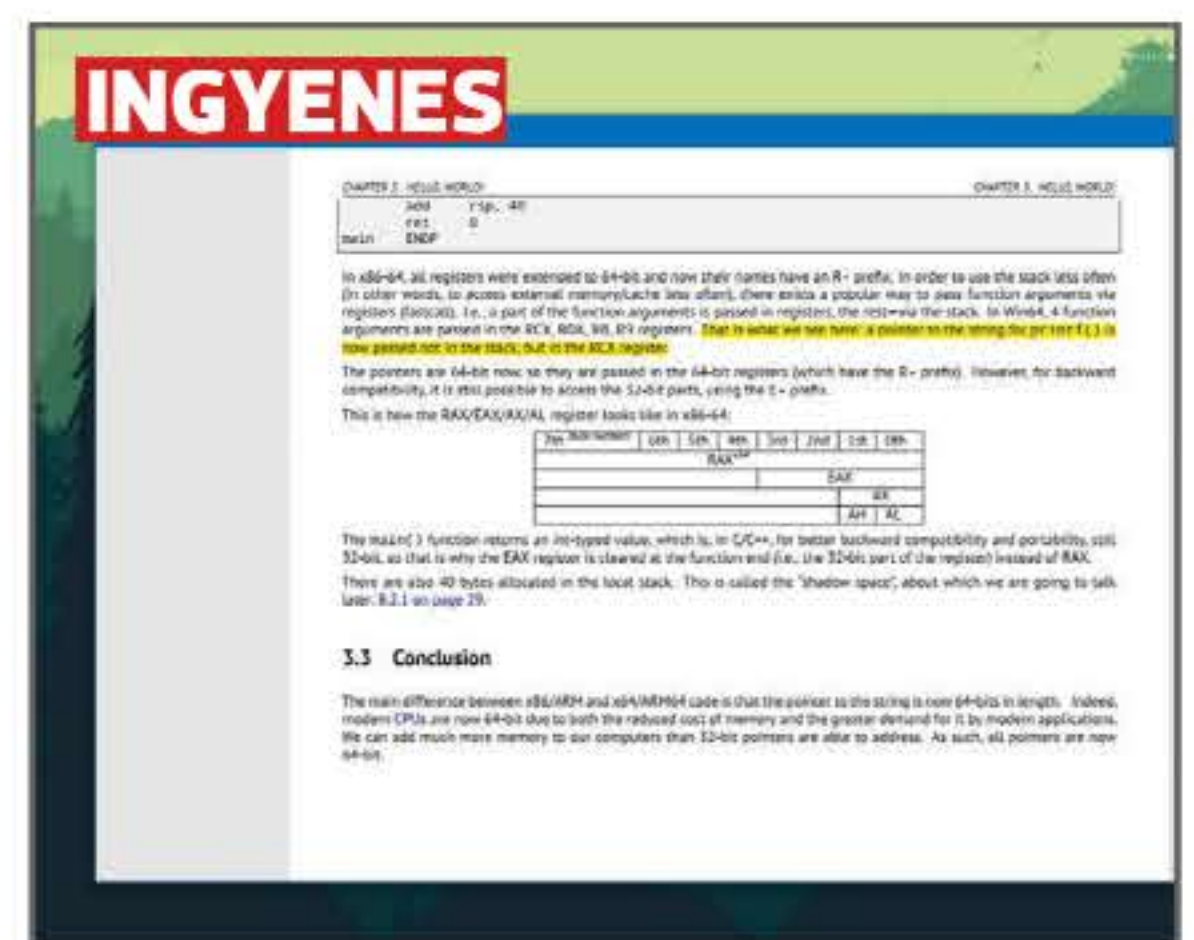 INGYENES
CHAPTER 3. HELLO, WORLD! CHAPTER 3. HELLO, WORLD!
add rsp, 40
ret 0
main ENDP
In x86-64, all registers were extended to 64-bit and now their names have an R- prefix. In order to use the stack less often
(in other words, to access external memory/cache less often), there exists a popular way to pass function arguments via
registers (fastcall). I.e., a part of the function arguments is passed in registers, the rest—via the stack. In Win64, 4 function
arguments are passed in the RCX, RDX, R8, R9 registers. That is what we see here: a pointer to the string for printf() is
now passed not in the stack, but in the RCX register.
The pointers are 64-bit now, so they are passed in the 64-bit registers (which have the R- prefix). However, for backward
compatibility, it is still possible to access the 32-bit parts, using the E- prefix.
This is how the RAX/EAX/AX/AL register looks like in x86-64:
7th (byte number) 6th 5th 4th 3rd 2nd 1st 0th
RAX x64
EAX
AX
AH AL
The main() function returns an int-typed value, which is, in C/C++, for better backward compatibility and portability, still
32-bit, so that is why the EAX register is cleared at the function end (i.e., the 32-bit part of the register) instead of RAX.
There are also 40 bytes allocated in the local stack. This is called the "shadow space", about which we are going to talk
later: 8.2.1 on page 29.
3.3 Conclusion
The main difference between x86/ARM and x64/ARM64 code is that the pointer to the string is now 64-bits in length. Indeed,
modern CPUs are now 64-bit due to both the reduced cost of memory and the greater demand for it by modern applications.
We can add much more memory to our computers than 32-bit pointers are able to address. As such, all pointers are now
64-bit.